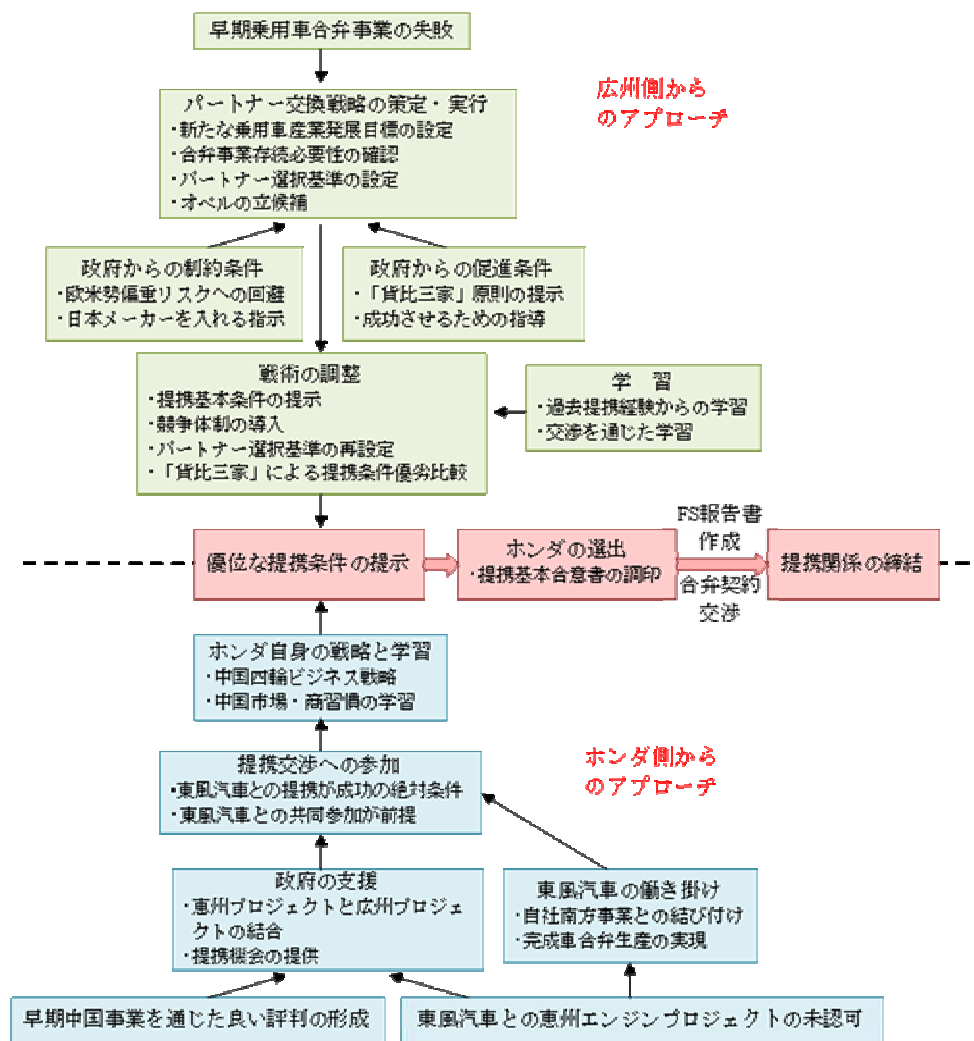 早期乗用車合弁事業の失敗
広州側から
のアプローチ
パートナー交換戦略の策定・実行
・新たな乗用車産業発展目標の設定
・合弁事業存続必要性の確認
・パートナー選択基準の設定
・オペルの立候補
政府からの制約条件
・欧米勢偏重リスクへの回避
・日本メーカーを入れる指示
政府からの促進条件
・「貨比三家」原則の提示
・成功させるための指導
戦術の調整
・提携基本条件の提示
・競争体制の導入
・パートナー選択基準の再設定
・「貨比三家」による提携条件優劣比較
学　習
・過去提携経験からの学習
・交渉を通じた学習
優位な提携条件の提示
ホンダの選出
・提携基本合意書の調印
FS報告書
作成
合弁契約
交渉
提携関係の締結
ホンダ自身の戦略と学習
・中国四輪ビジネス戦略
・中国市場・商習慣の学習
ホンダ側から
のアプローチ
提携交渉への参加
・東風汽車との提携が成功の絶対条件
・東風汽車との共同参加が前提
政府の支援
・恵州プロジェクトと広州プロジェ
クトの結合
・提携機会の提供
東風汽車の働き掛け
・自社南方事業との結び付け
・完成車合弁生産の実現
早期中国事業を通じた良い評判の形成
東風汽車との恵州エンジンプロジェクトの未認可